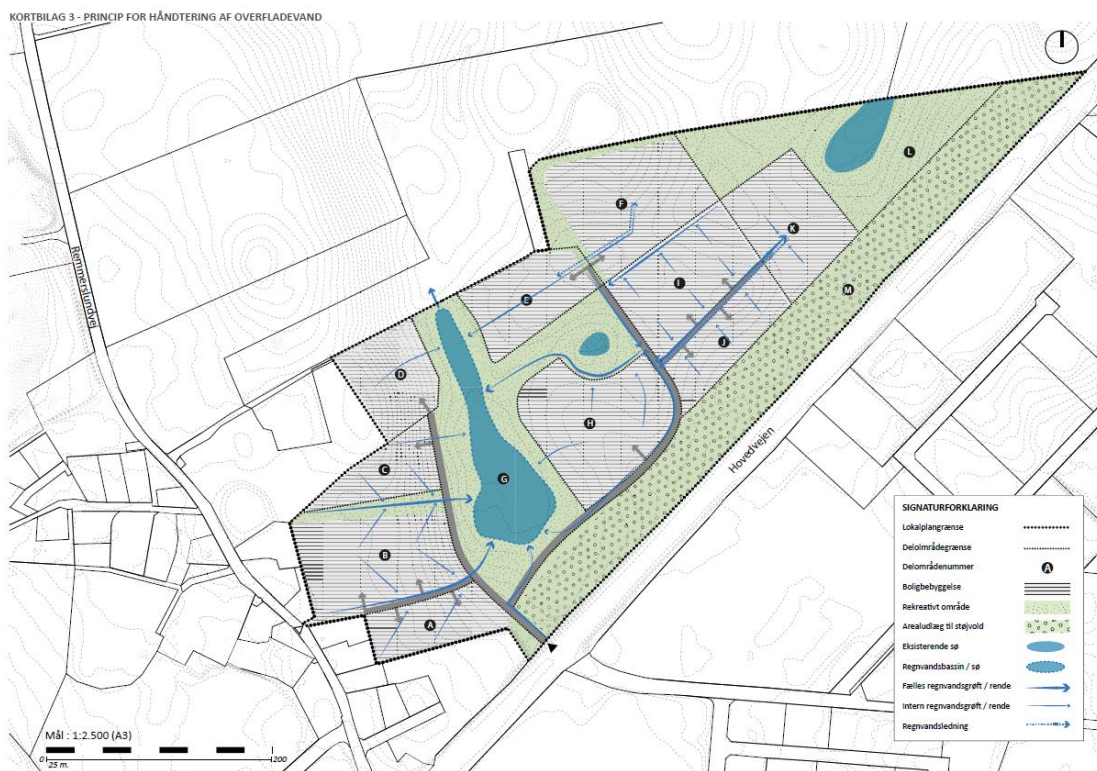 KORTBILAG 3 - PRINCIP FOR HÅNDTERING AF OVERFLADEVAND
L
F
K
I
M
E
J
D
H
C
G
B
A
Remmerslundvej
Hovedvejen
SIGNATURFORKLARING
Lokalplangrænse
Delområdegrænse
Delområdenummer A
Boligbebyggelse
Rekreativt område
Arealudlæg til støjvold
Eksisterende sø
Regnvandsbassin / sø
Fælles regnvandsgrøft / rende
Intern regnvandsgrøft / rende
Regnvandsledning
Mål : 1:2.500 (A3)
0 200
25 m.